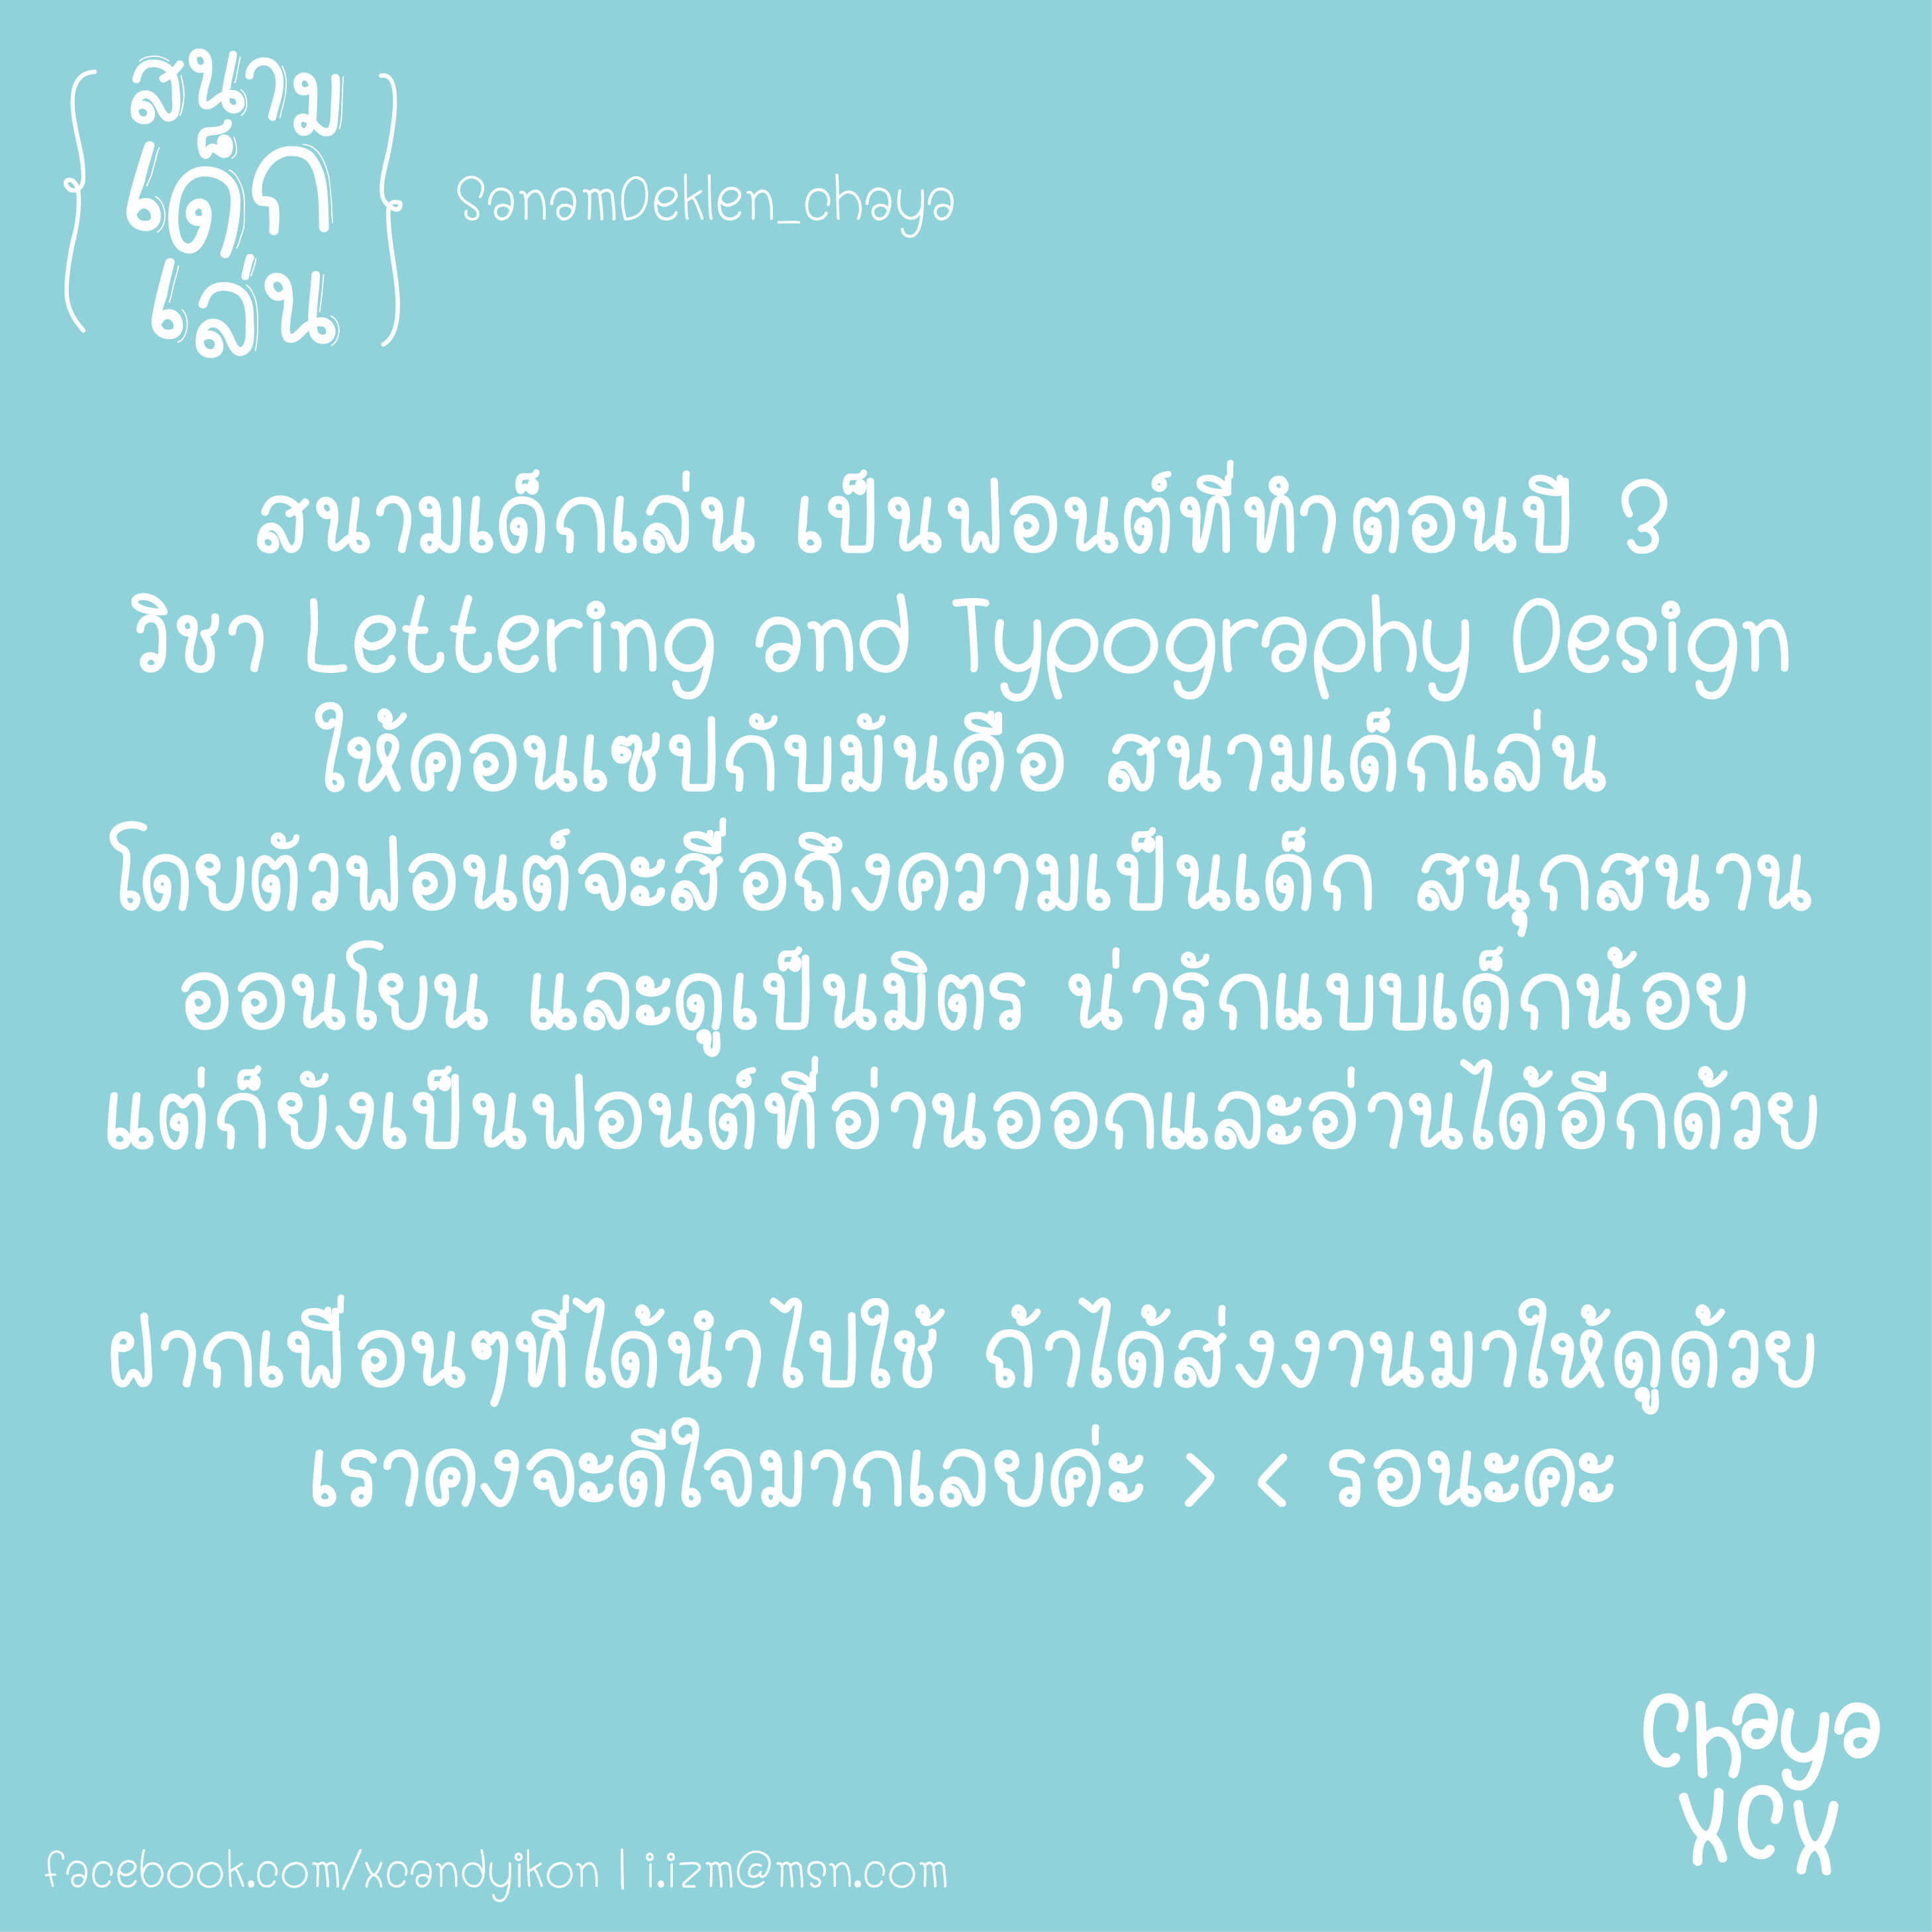 สนาม
เด็ก
เล่น
SanamDeklen_chaya
สนามเด็กเล่น เป็นฟอนต์ที่ทำตอนปี 3
วิชา Lettering and Typography Design
ให้คอนเซปกับมันคือ สนามเด็กเล่น
โดยตัวฟอนต์จะสื่อถึงความเป็นเด็ก สนุกสนาน
ออนโยน และดูเป็นมิตร น่ารักแบบเด็กน้อย
แต่ก็ยังเป็นฟอนต์ที่อ่านออกและอ่านได้อีกด้วย
ฝากเพื่อนๆที่ได้นำไปใช้ ถ้าได้ส่งงานมาให้ดูด้วย
เราคงจะดีใจมากเลยค่ะ >< รอนะคะ
chaya
XCX
facebook.com/xcandyikon | i.izm@msn.com